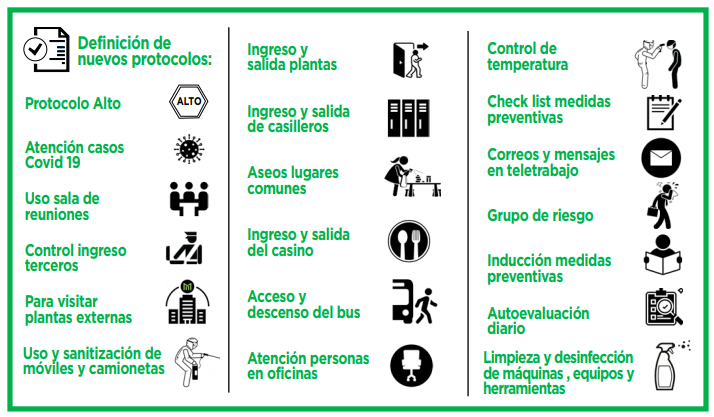 Definición de
nuevos protocolos:
Protocolo Alto
ALTO
Atención casos
Covid 19
Uso sala de
reuniones
Control ingreso
terceros
Para visitar
plantas externas
M
Uso y sanitización de
móviles y camionetas
Ingreso y
salida plantas
Ingreso y salida
de casilleros
Aseos lugares
comunes
Ingreso y salida
del casino
Acceso y
descenso del bus
Atención personas
en oficinas
Control de
temperatura
Check list medidas
preventivas
Correos y mensajes
en teletrabajo
Grupo de riesgo
Inducción medidas
preventivas
Autoevaluación
diario
Limpieza y desinfección
de máquinas , equipos y
herramientas